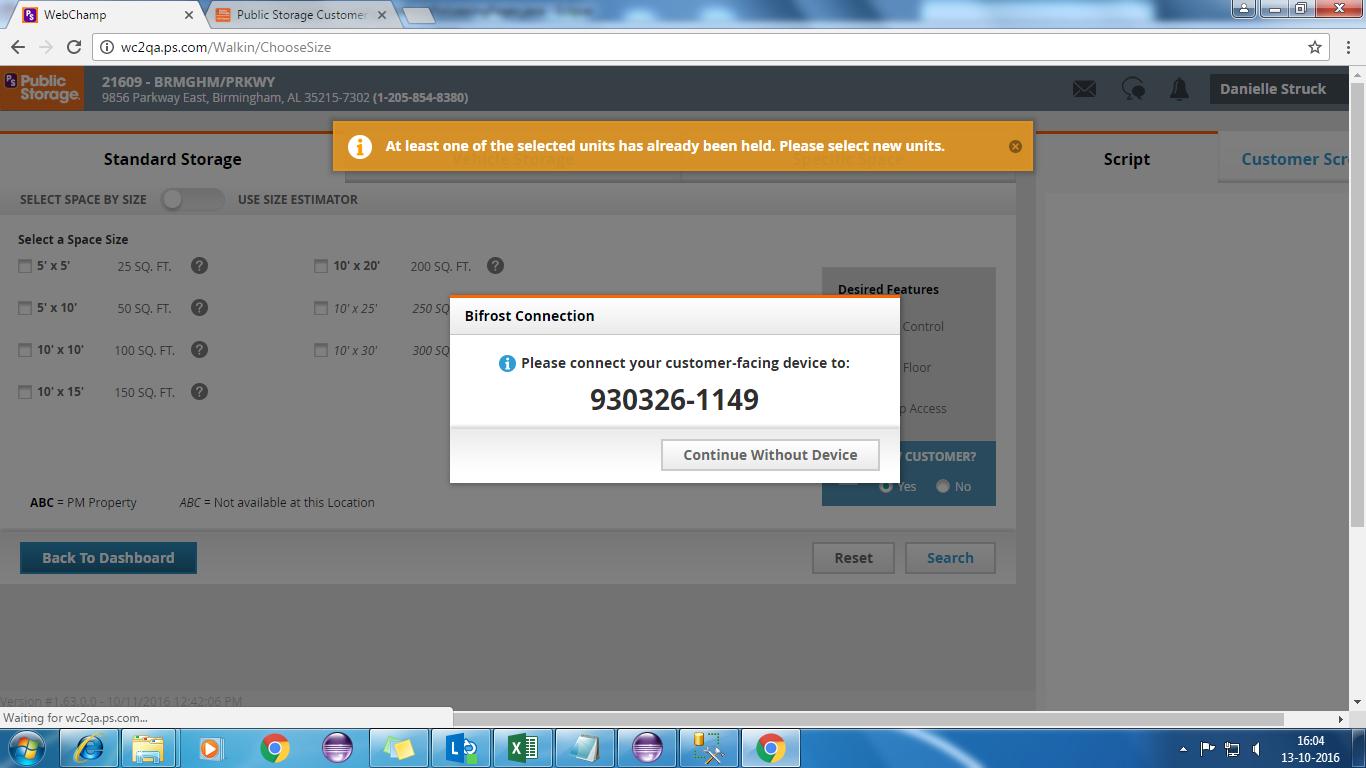 WebChamp
Public Storage Customer
wc2qa.ps.com/Walkin/ChooseSize
PS Public Storage.
21609 - BRMGHM/PRKWY
9856 Parkway East, Birmingham, AL 35215-7302 (1-205-854-8380)
Danielle Struck
At least one of the selected units has already been held. Please select new units.
Standard Storage
Vehicle Storage
Specific Space
Script
Customer Scr
SELECT SPACE BY SIZE
USE SIZE ESTIMATOR
Select a Space Size
5' x 5' 25 SQ. FT. ?
10' x 20' 200 SQ. FT. ?
5' x 10' 50 SQ. FT. ?
10' x 25' 250 SQ
10' x 10' 100 SQ. FT. ?
10' x 30' 300 SQ
10' x 15' 150 SQ. FT. ?
Desired Features
Control
Floor
p Access
CUSTOMER?
Yes
No
Bifrost Connection
Please connect your customer-facing device to:
930326-1149
Continue Without Device
ABC = PM Property
ABC = Not available at this Location
Back To Dashboard
Reset
Search
Version #1.63.0.0 - 10/11/2016 12:42:06 PM
Waiting for wc2qa.ps.com...
16:04
13-10-2016